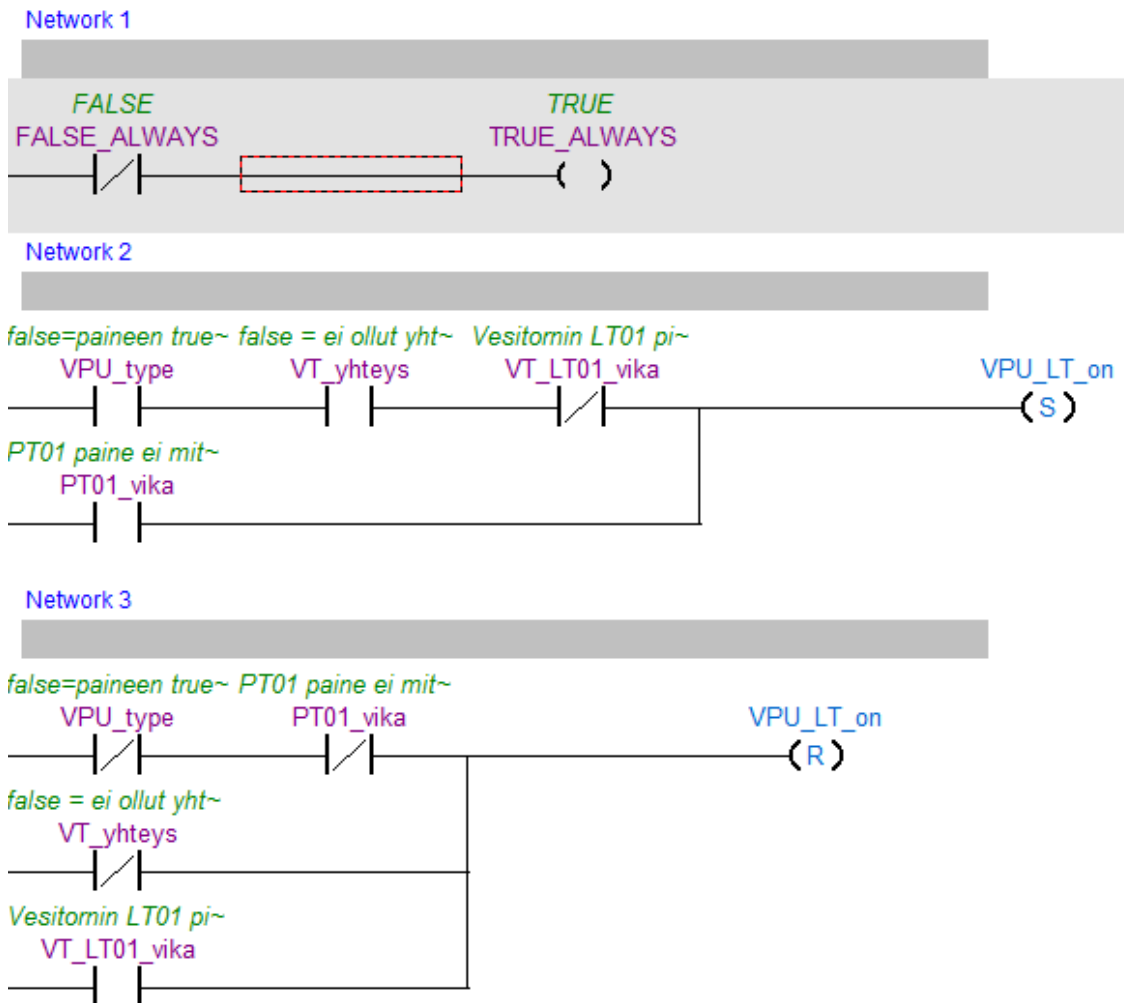 Network 1
FALSE TRUE
FALSE_ALWAYS TRUE_ALWAYS
Network 2
false=paineen true~ false = ei ollut yht~ Vesitornin LT01 pi~
VPU_type VT_yhteys VT_LT01_vika VPU_LT_on
S
PT01 paine ei mit~
PT01_vika
Network 3
false=paineen true~ PT01 paine ei mit~
VPU_type PT01_vika VPU_LT_on
R
false = ei ollut yht~
VT_yhteys
Vesitornin LT01 pi~
VT_LT01_vika